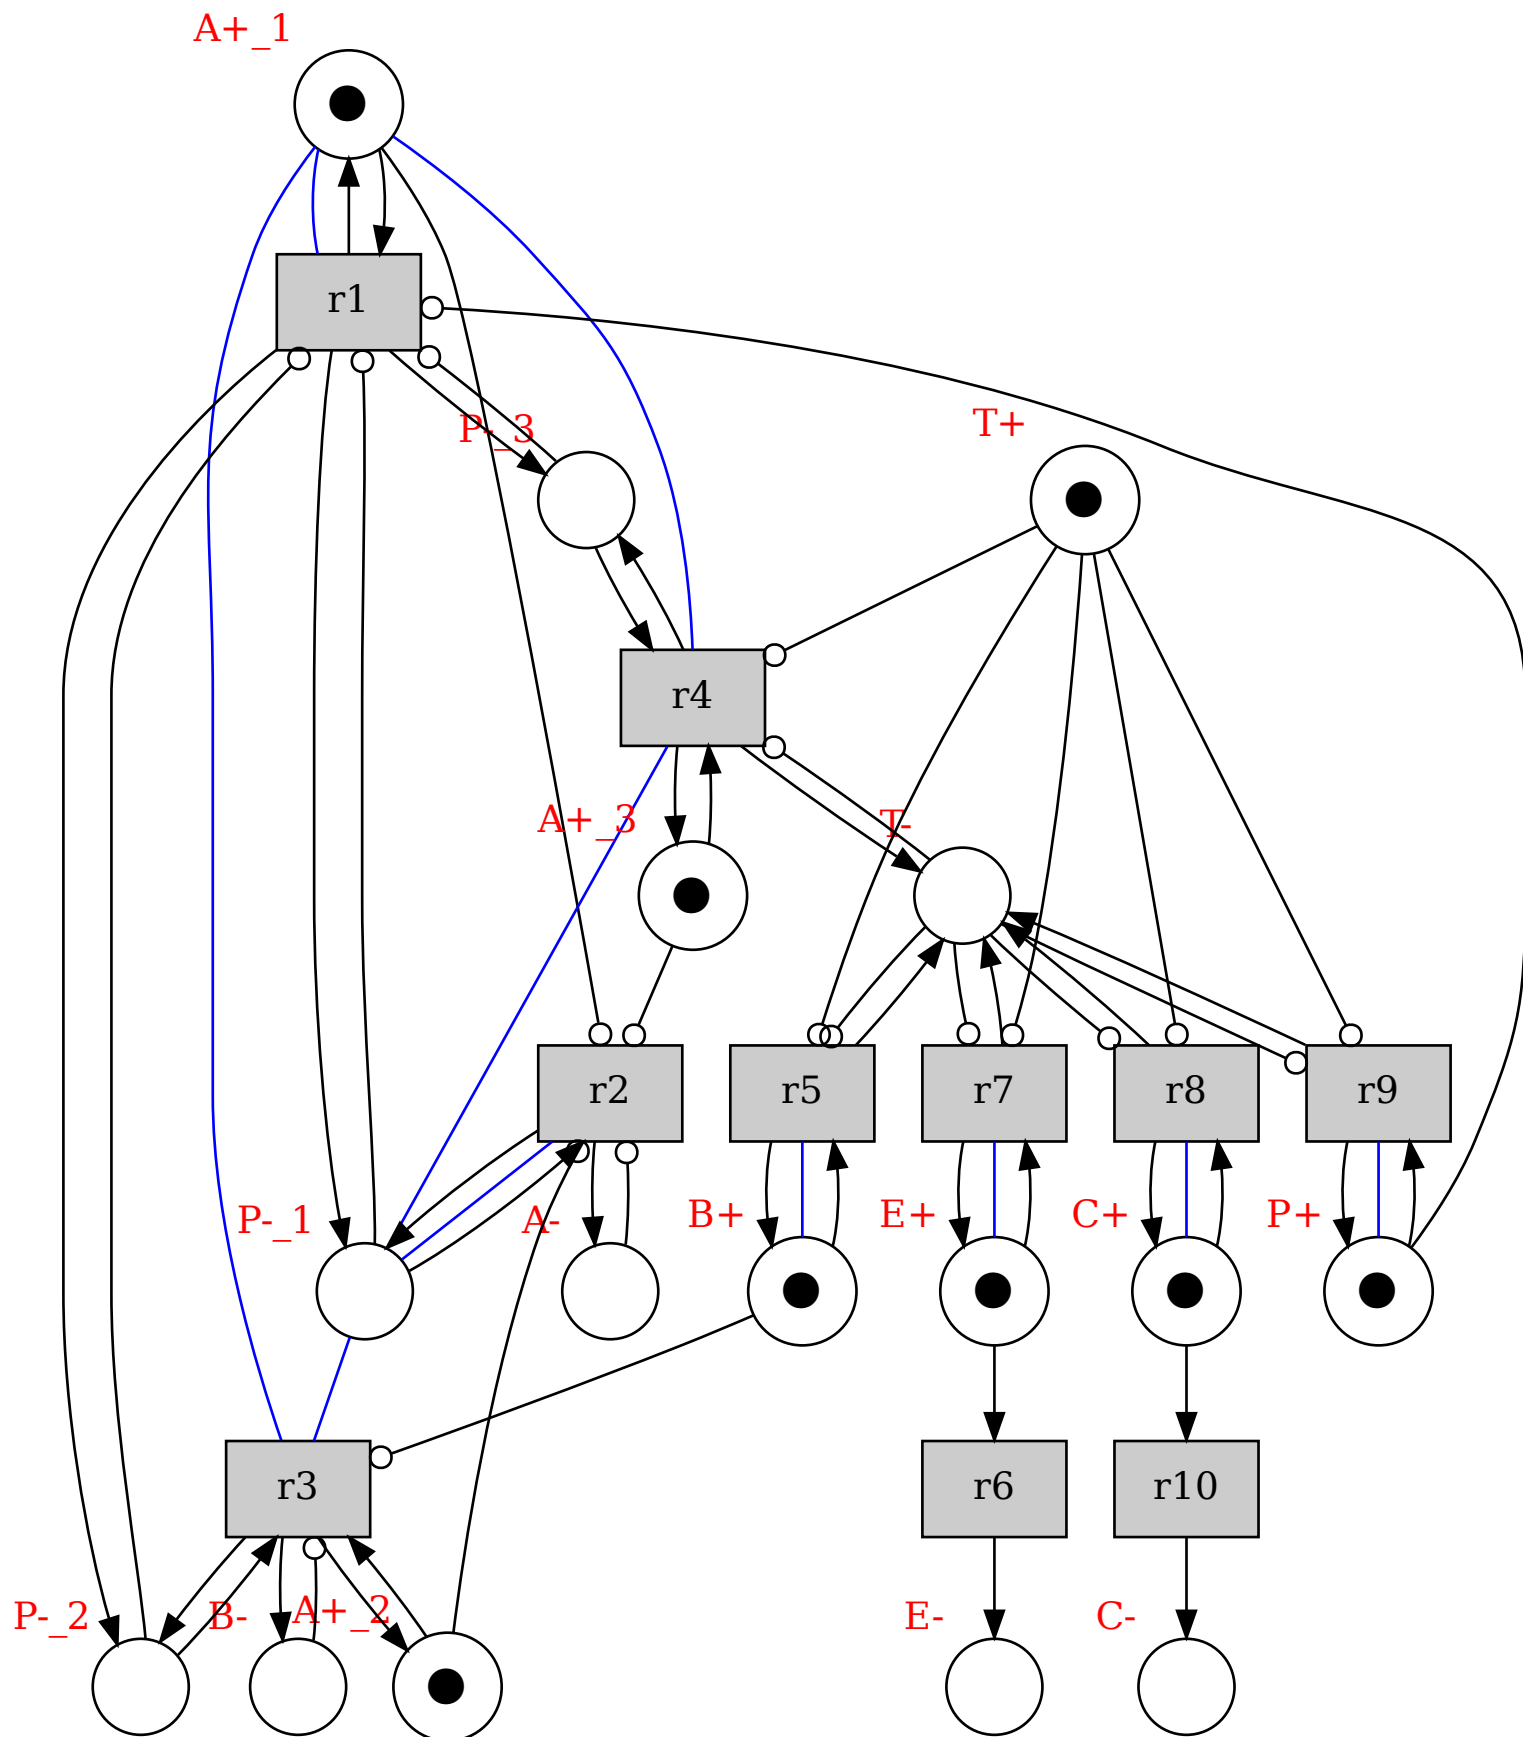 A+_1
r1
P-_3
T+
r4
A+_3
T-
r2
r5
r7
r8
r9
P-_1
A-
B+
E+
C+
P+
r3
r6
r10
P-_2
B-
A+_2
E-
C-